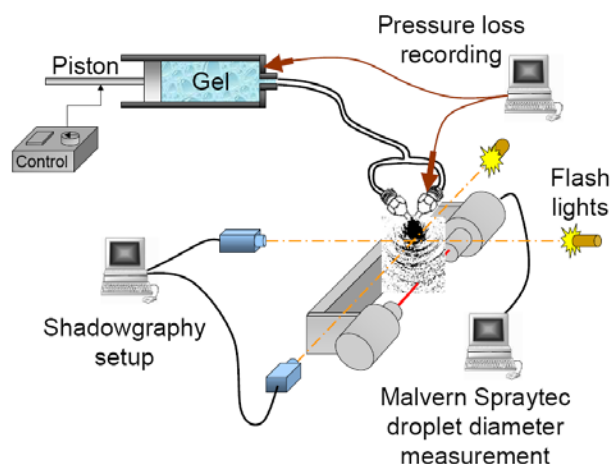 Pressure loss
recording
Piston
Gel
Control
Flash
lights
Shadowgraphy
setup
Malvern Spraytec
droplet diameter
measurement